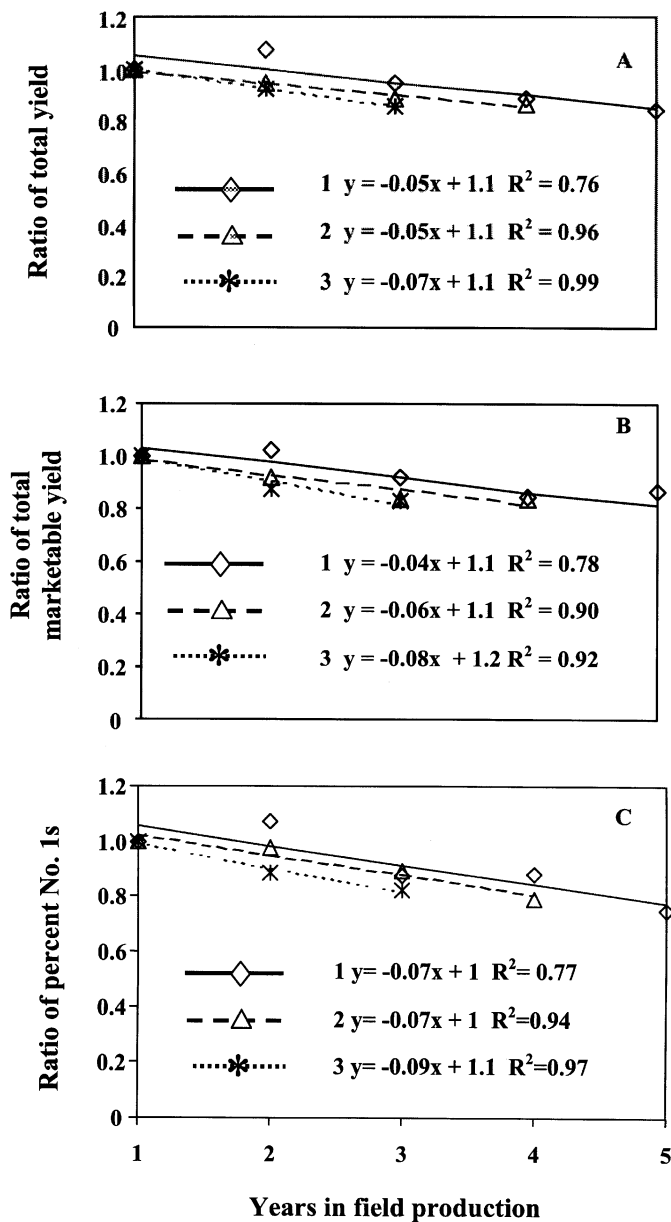 1.2
A
1.0
0.8
0.6
0.4
0.2
0
Ratio of total yield
1 y = -0.05x + 1.1 R² = 0.76
2 y = -0.05x + 1.1 R² = 0.96
3 y = -0.07x + 1.1 R² = 0.99
1.2
B
1.0
0.8
0.6
0.4
0.2
0
Ratio of total
marketable yield
1 y = -0.04x + 1.1 R² = 0.78
2 y = -0.06x + 1.1 R² = 0.90
3 y = -0.08x + 1.2 R² = 0.92
1.2
C
1.0
0.8
0.6
0.4
0.2
0
Ratio of percent No. 1s
1 y= -0.07x + 1 R²= 0.77
2 y= -0.07x + 1 R²=0.94
3 y= -0.09x + 1.1 R²=0.97
1 2 3 4 5
Years in field production